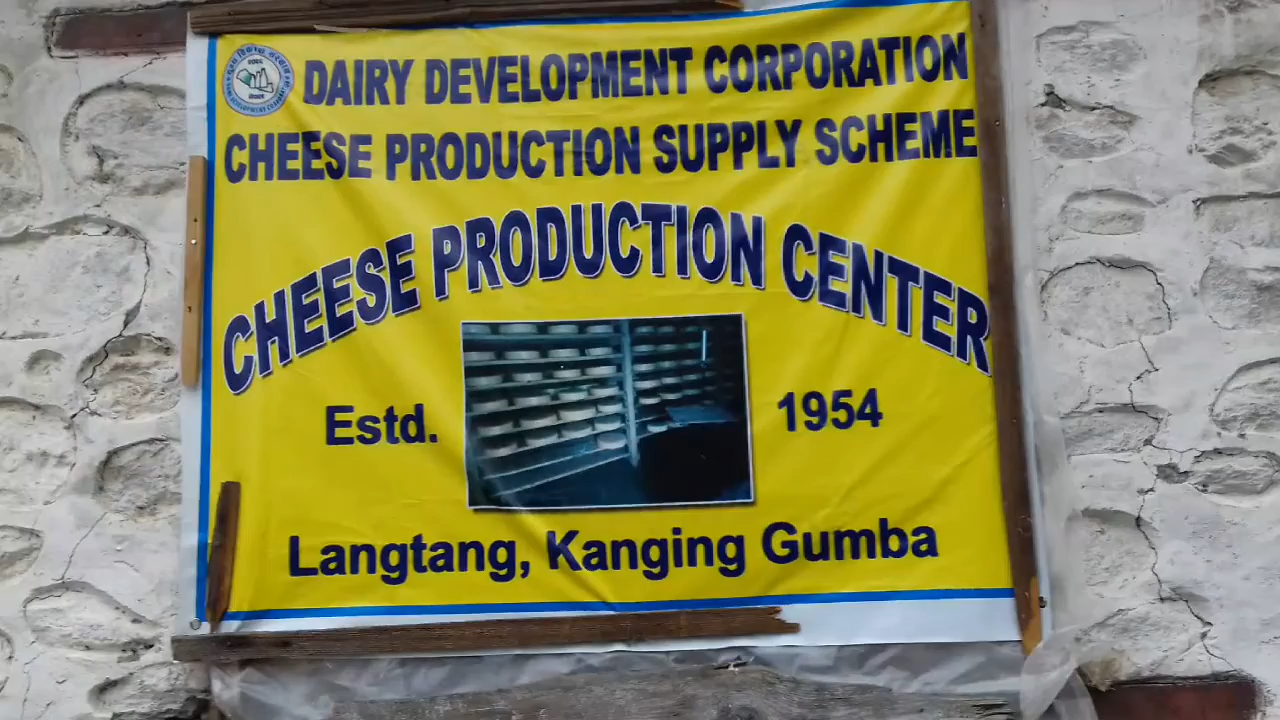 DAIRY DEVELOPMENT CORPORATION
CHEESE PRODUCTION SUPPLY SCHEME
CHEESE PRODUCTION CENTER
Estd. 1954
Langtang, Kanging Gumba